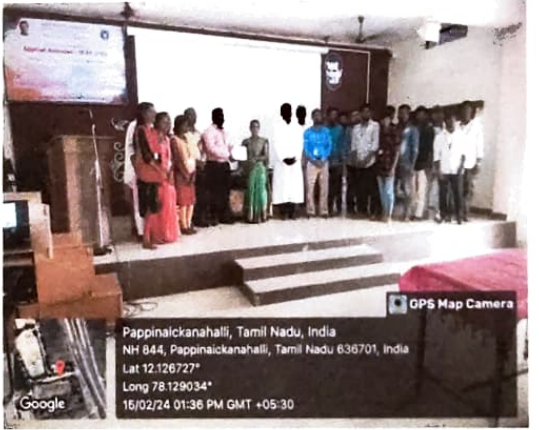 GPS Map Camera
Pappinaickanahalli, Tamil Nadu, India
NH 844, Pappinaickanahalli, Tamil Nadu 636701, India
Lat 12.126727°
Long 78.129034°
15/02/24 01:36 PM GMT +05:30
Google